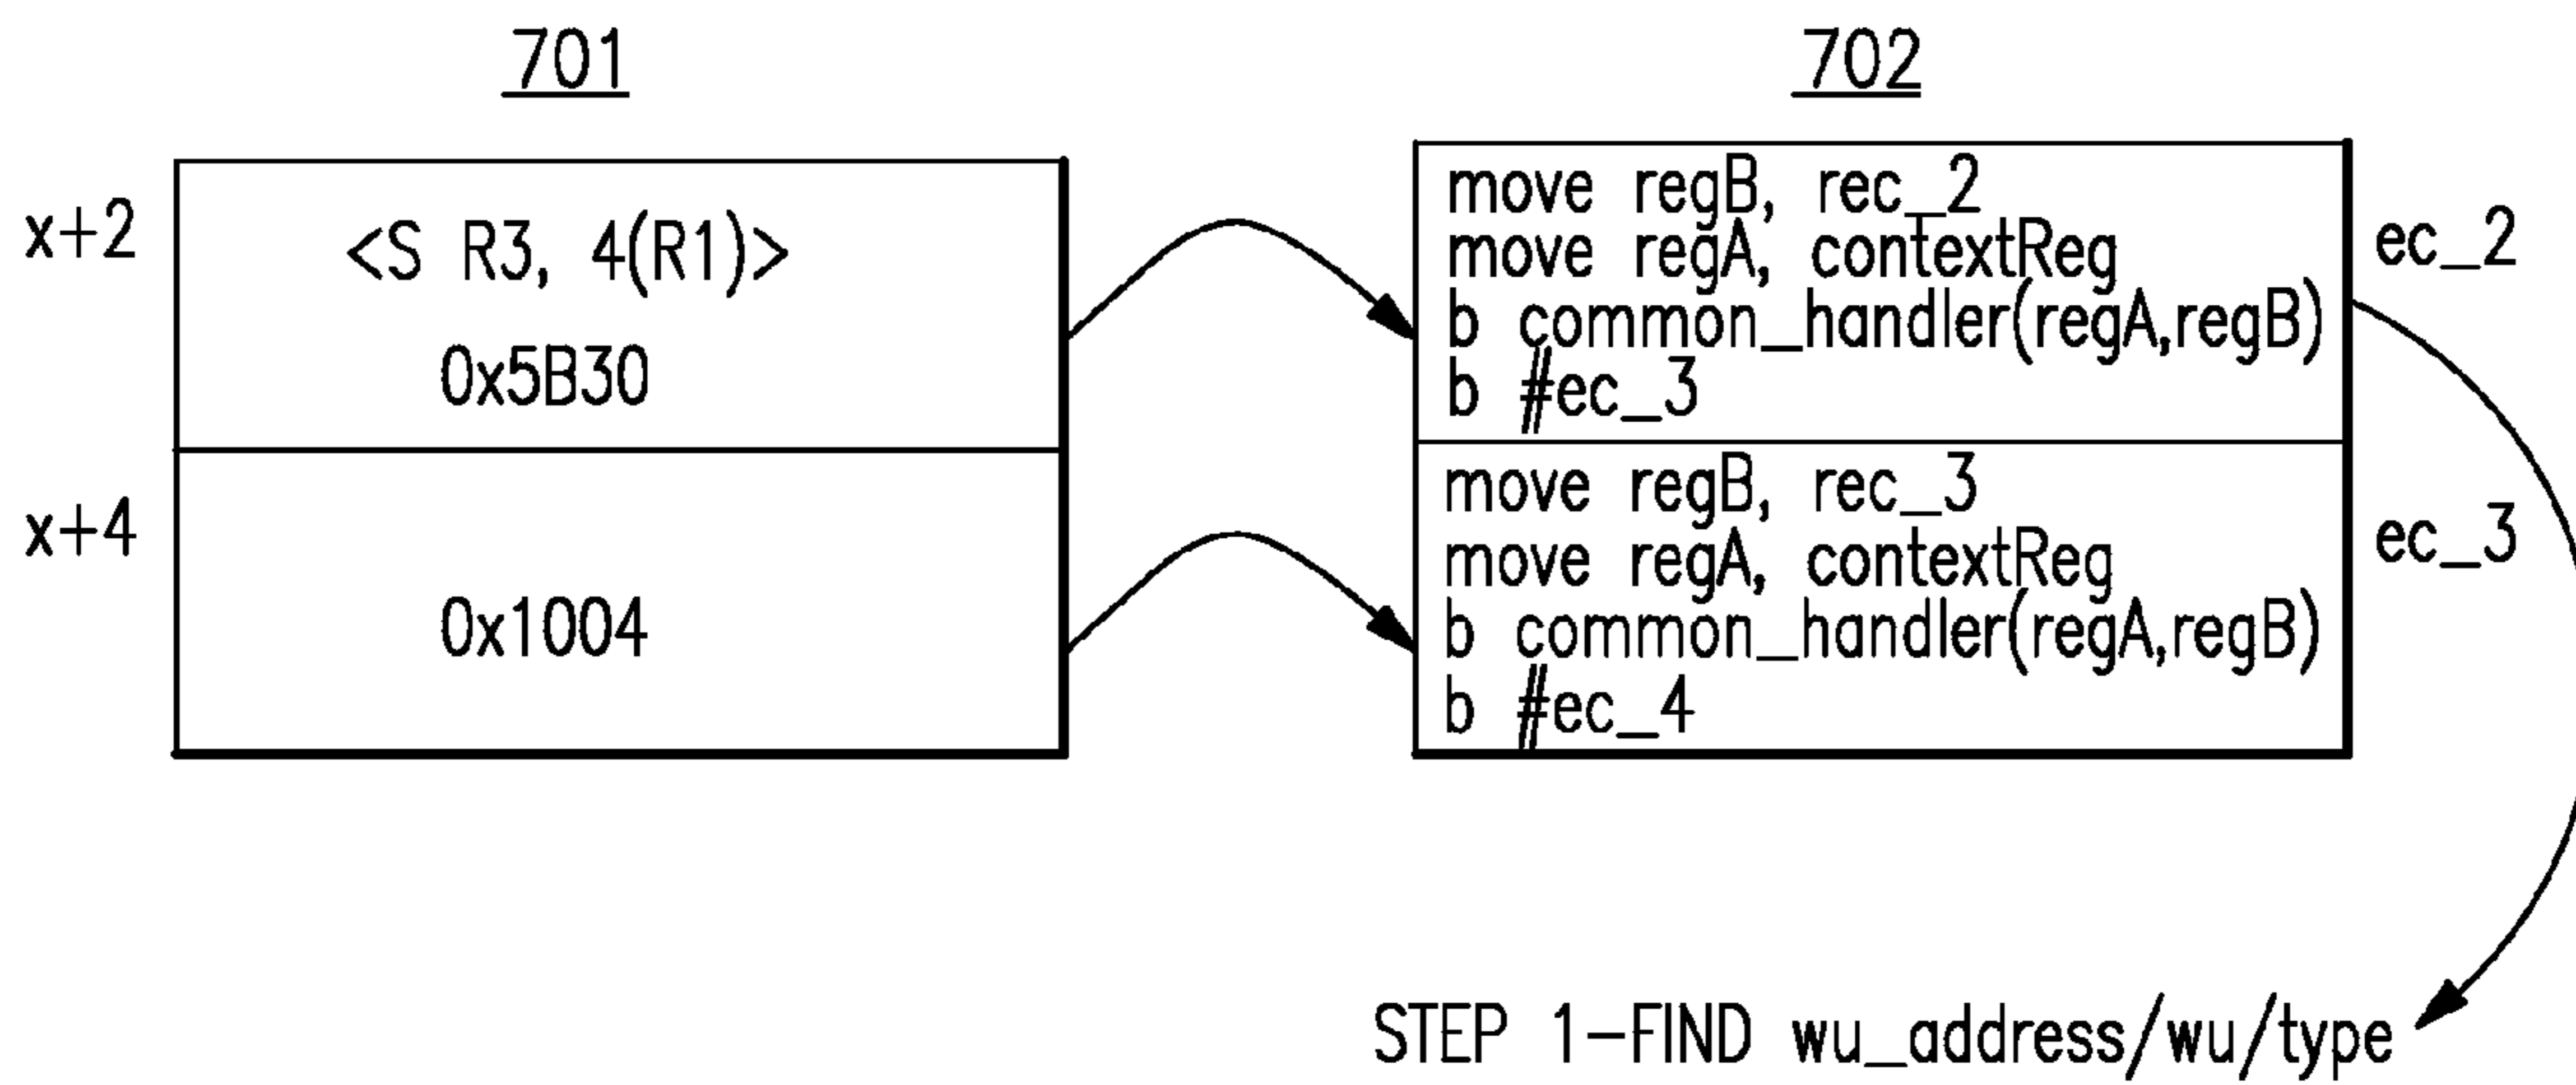 701
702
x+2
<S R3, 4(R1)>
0x5B30
x+4
0x1004
move regB, rec_2
move regA, contextReg
b common_handler(regA,regB)
b #ec_3
ec_2
move regB, rec_3
move regA, contextReg
b common_handler(regA,regB)
b #ec_4
ec_3
STEP 1-FIND wu_address/wu/type